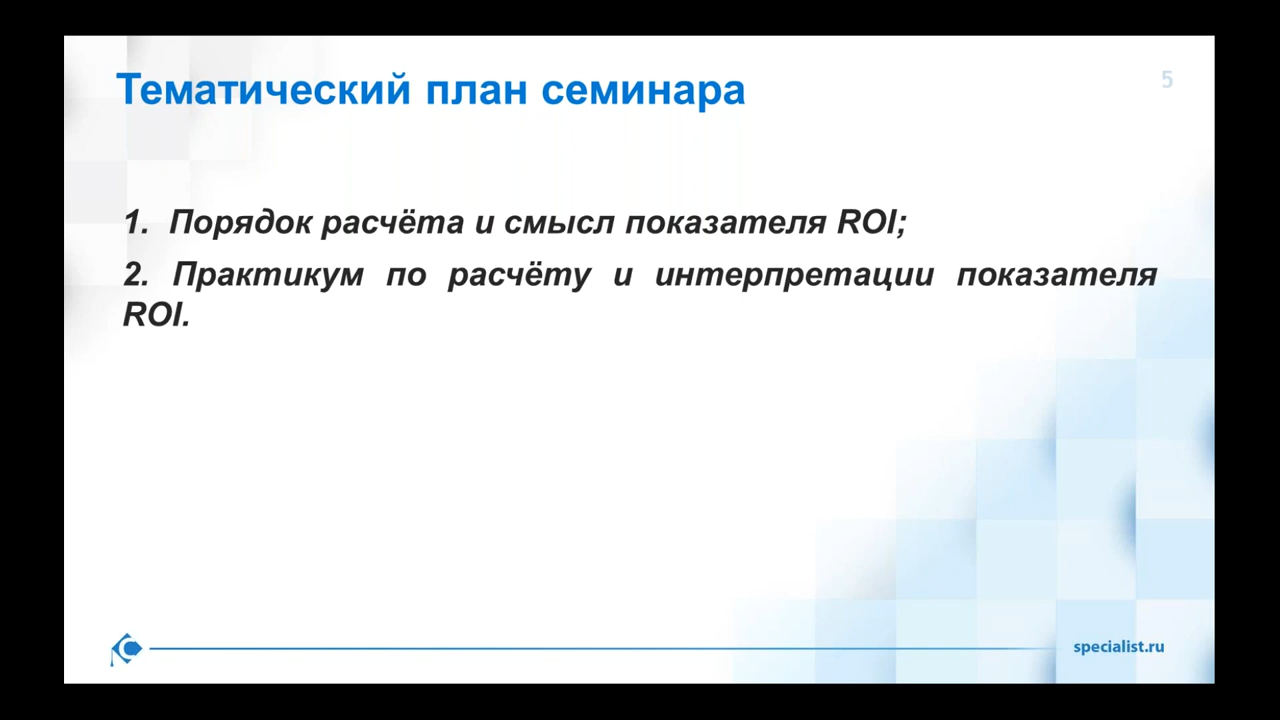 Тематический план семинара
5
1. Порядок расчёта и смысл показателя ROI;
2. Практикум по расчёту и интерпретации показателя
ROI.
specialist.ru